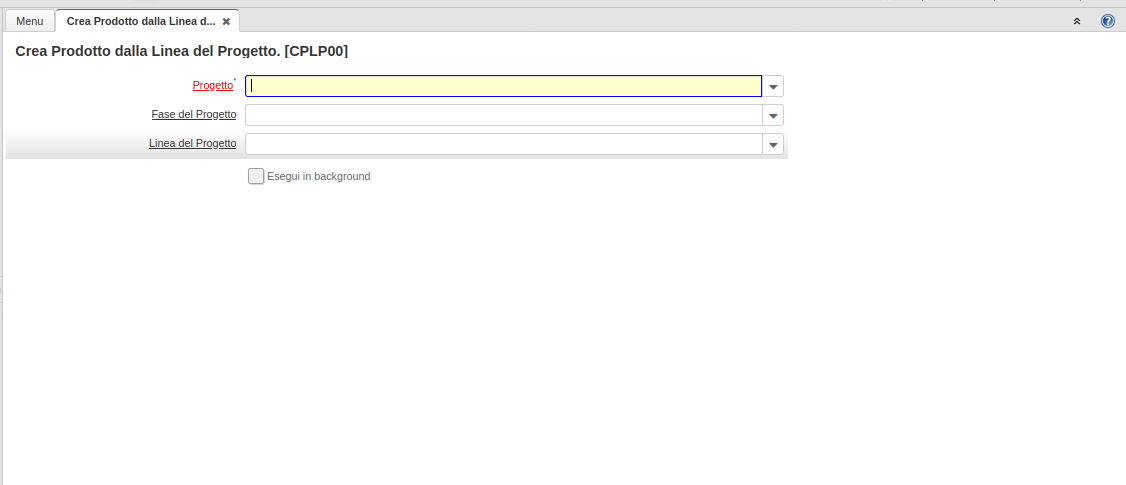 Menu
Crea Prodotto dalla Linea d...
Crea Prodotto dalla Linea del Progetto. [CPLP00]
Progetto*
Fase del Progetto
Linea del Progetto
Esegui in background